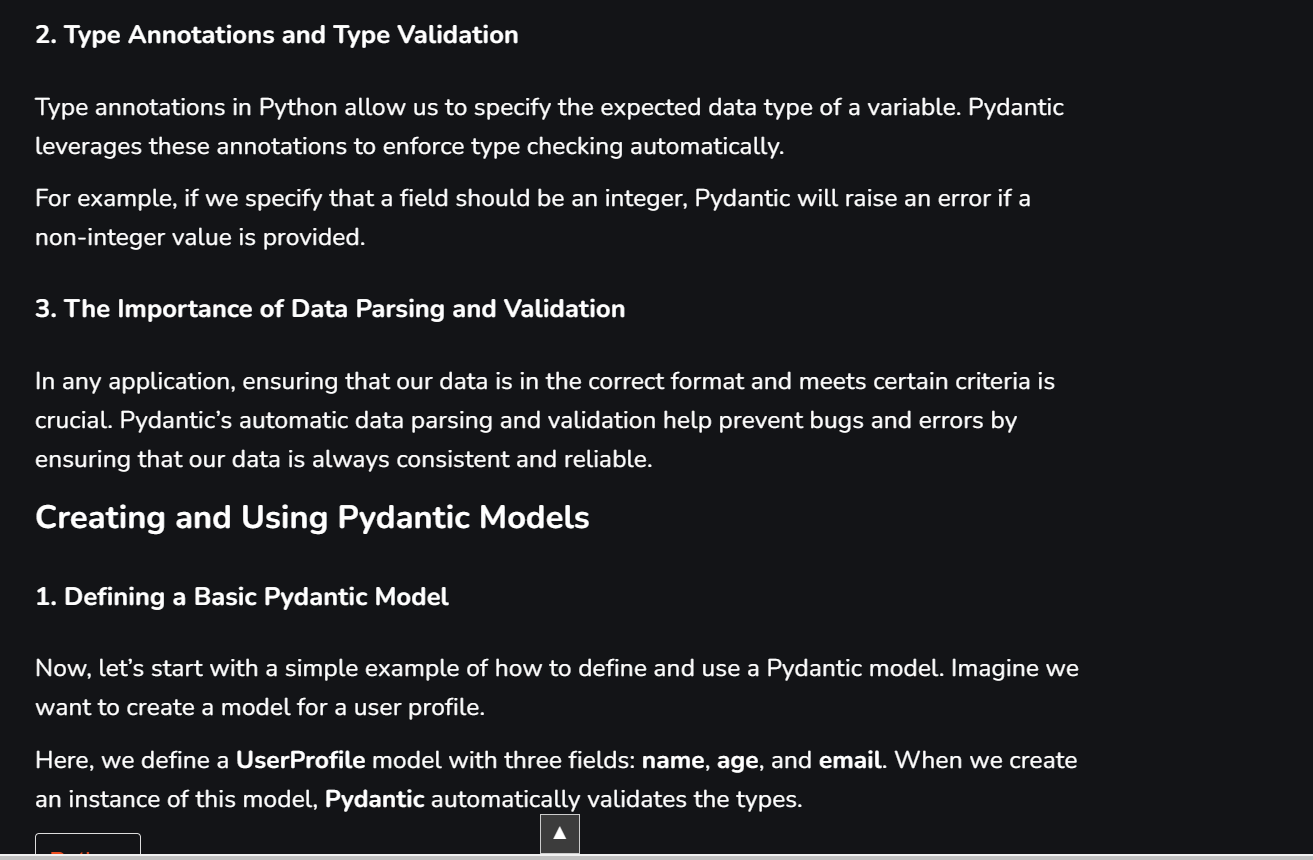 2. Type Annotations and Type Validation
Type annotations in Python allow us to specify the expected data type of a variable. Pydantic
leverages these annotations to enforce type checking automatically.
For example, if we specify that a field should be an integer, Pydantic will raise an error if a
non-integer value is provided.
3. The Importance of Data Parsing and Validation
In any application, ensuring that our data is in the correct format and meets certain criteria is
crucial. Pydantic’s automatic data parsing and validation help prevent bugs and errors by
ensuring that our data is always consistent and reliable.
Creating and Using Pydantic Models
1. Defining a Basic Pydantic Model
Now, let’s start with a simple example of how to define and use a Pydantic model. Imagine we
want to create a model for a user profile.
Here, we define a UserProfile model with three fields: name, age, and email. When we create
an instance of this model, Pydantic automatically validates the types.